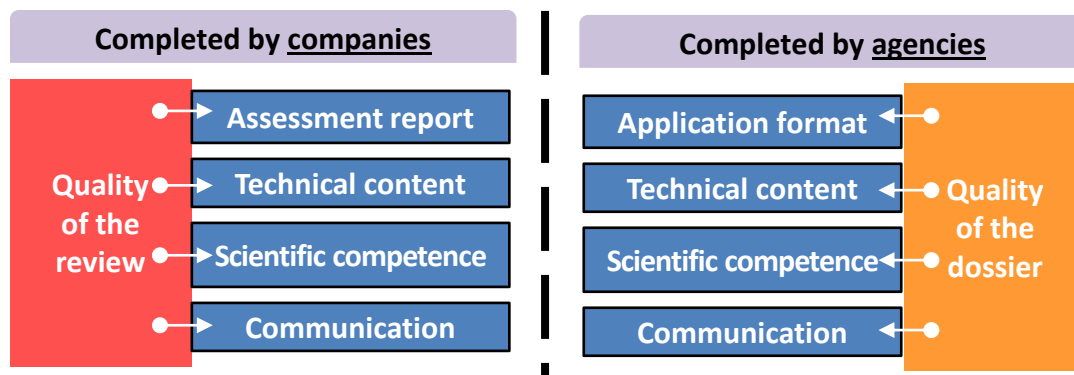 Completed by companies
Assessment report
Technical content
Scientific competence
Communication
Quality
of the
review
Completed by agencies
Application format
Technical content
Scientific competence
Communication
Quality
of the
dossier